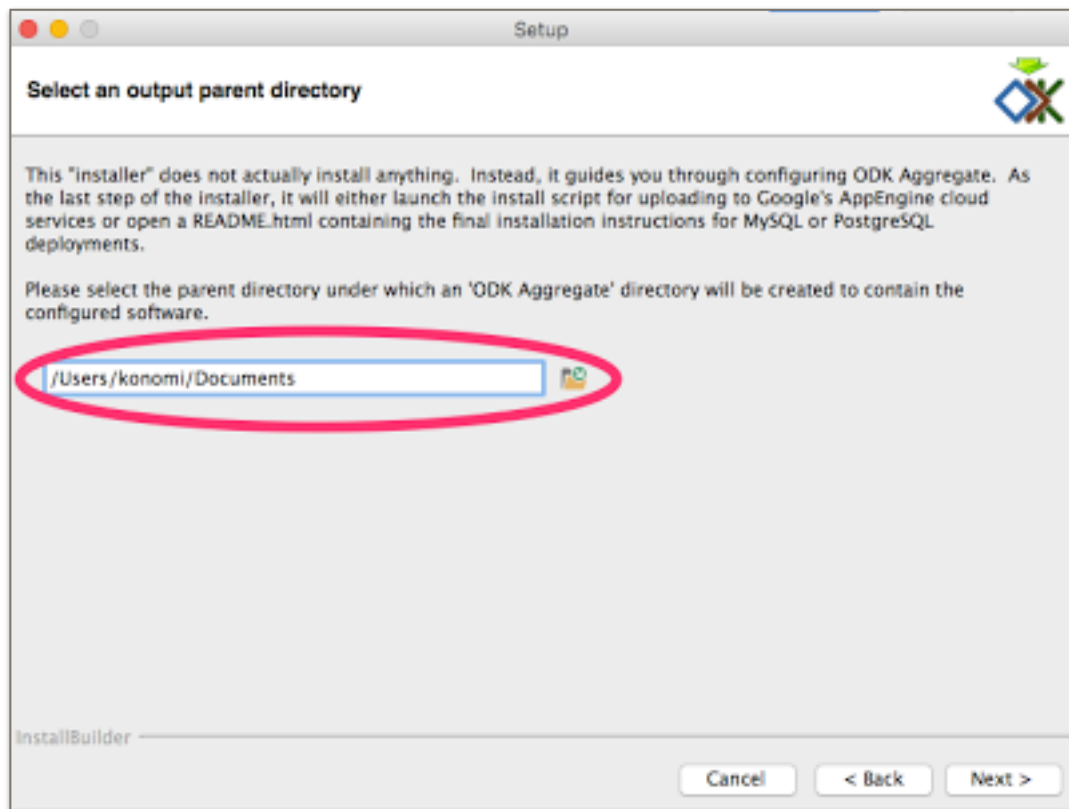 Setup
Select an output parent directory
ODK
This "installer" does not actually install anything. Instead, it guides you through configuring ODK Aggregate. As
the last step of the installer, it will either launch the install script for uploading to Google's AppEngine cloud
services or open a README.html containing the final installation instructions for MySQL or PostgreSQL
deployments.
Please select the parent directory under which an 'ODK Aggregate' directory will be created to contain the
configured software.
/Users/konomi/Documents
InstallBuilder
Cancel
< Back
Next >